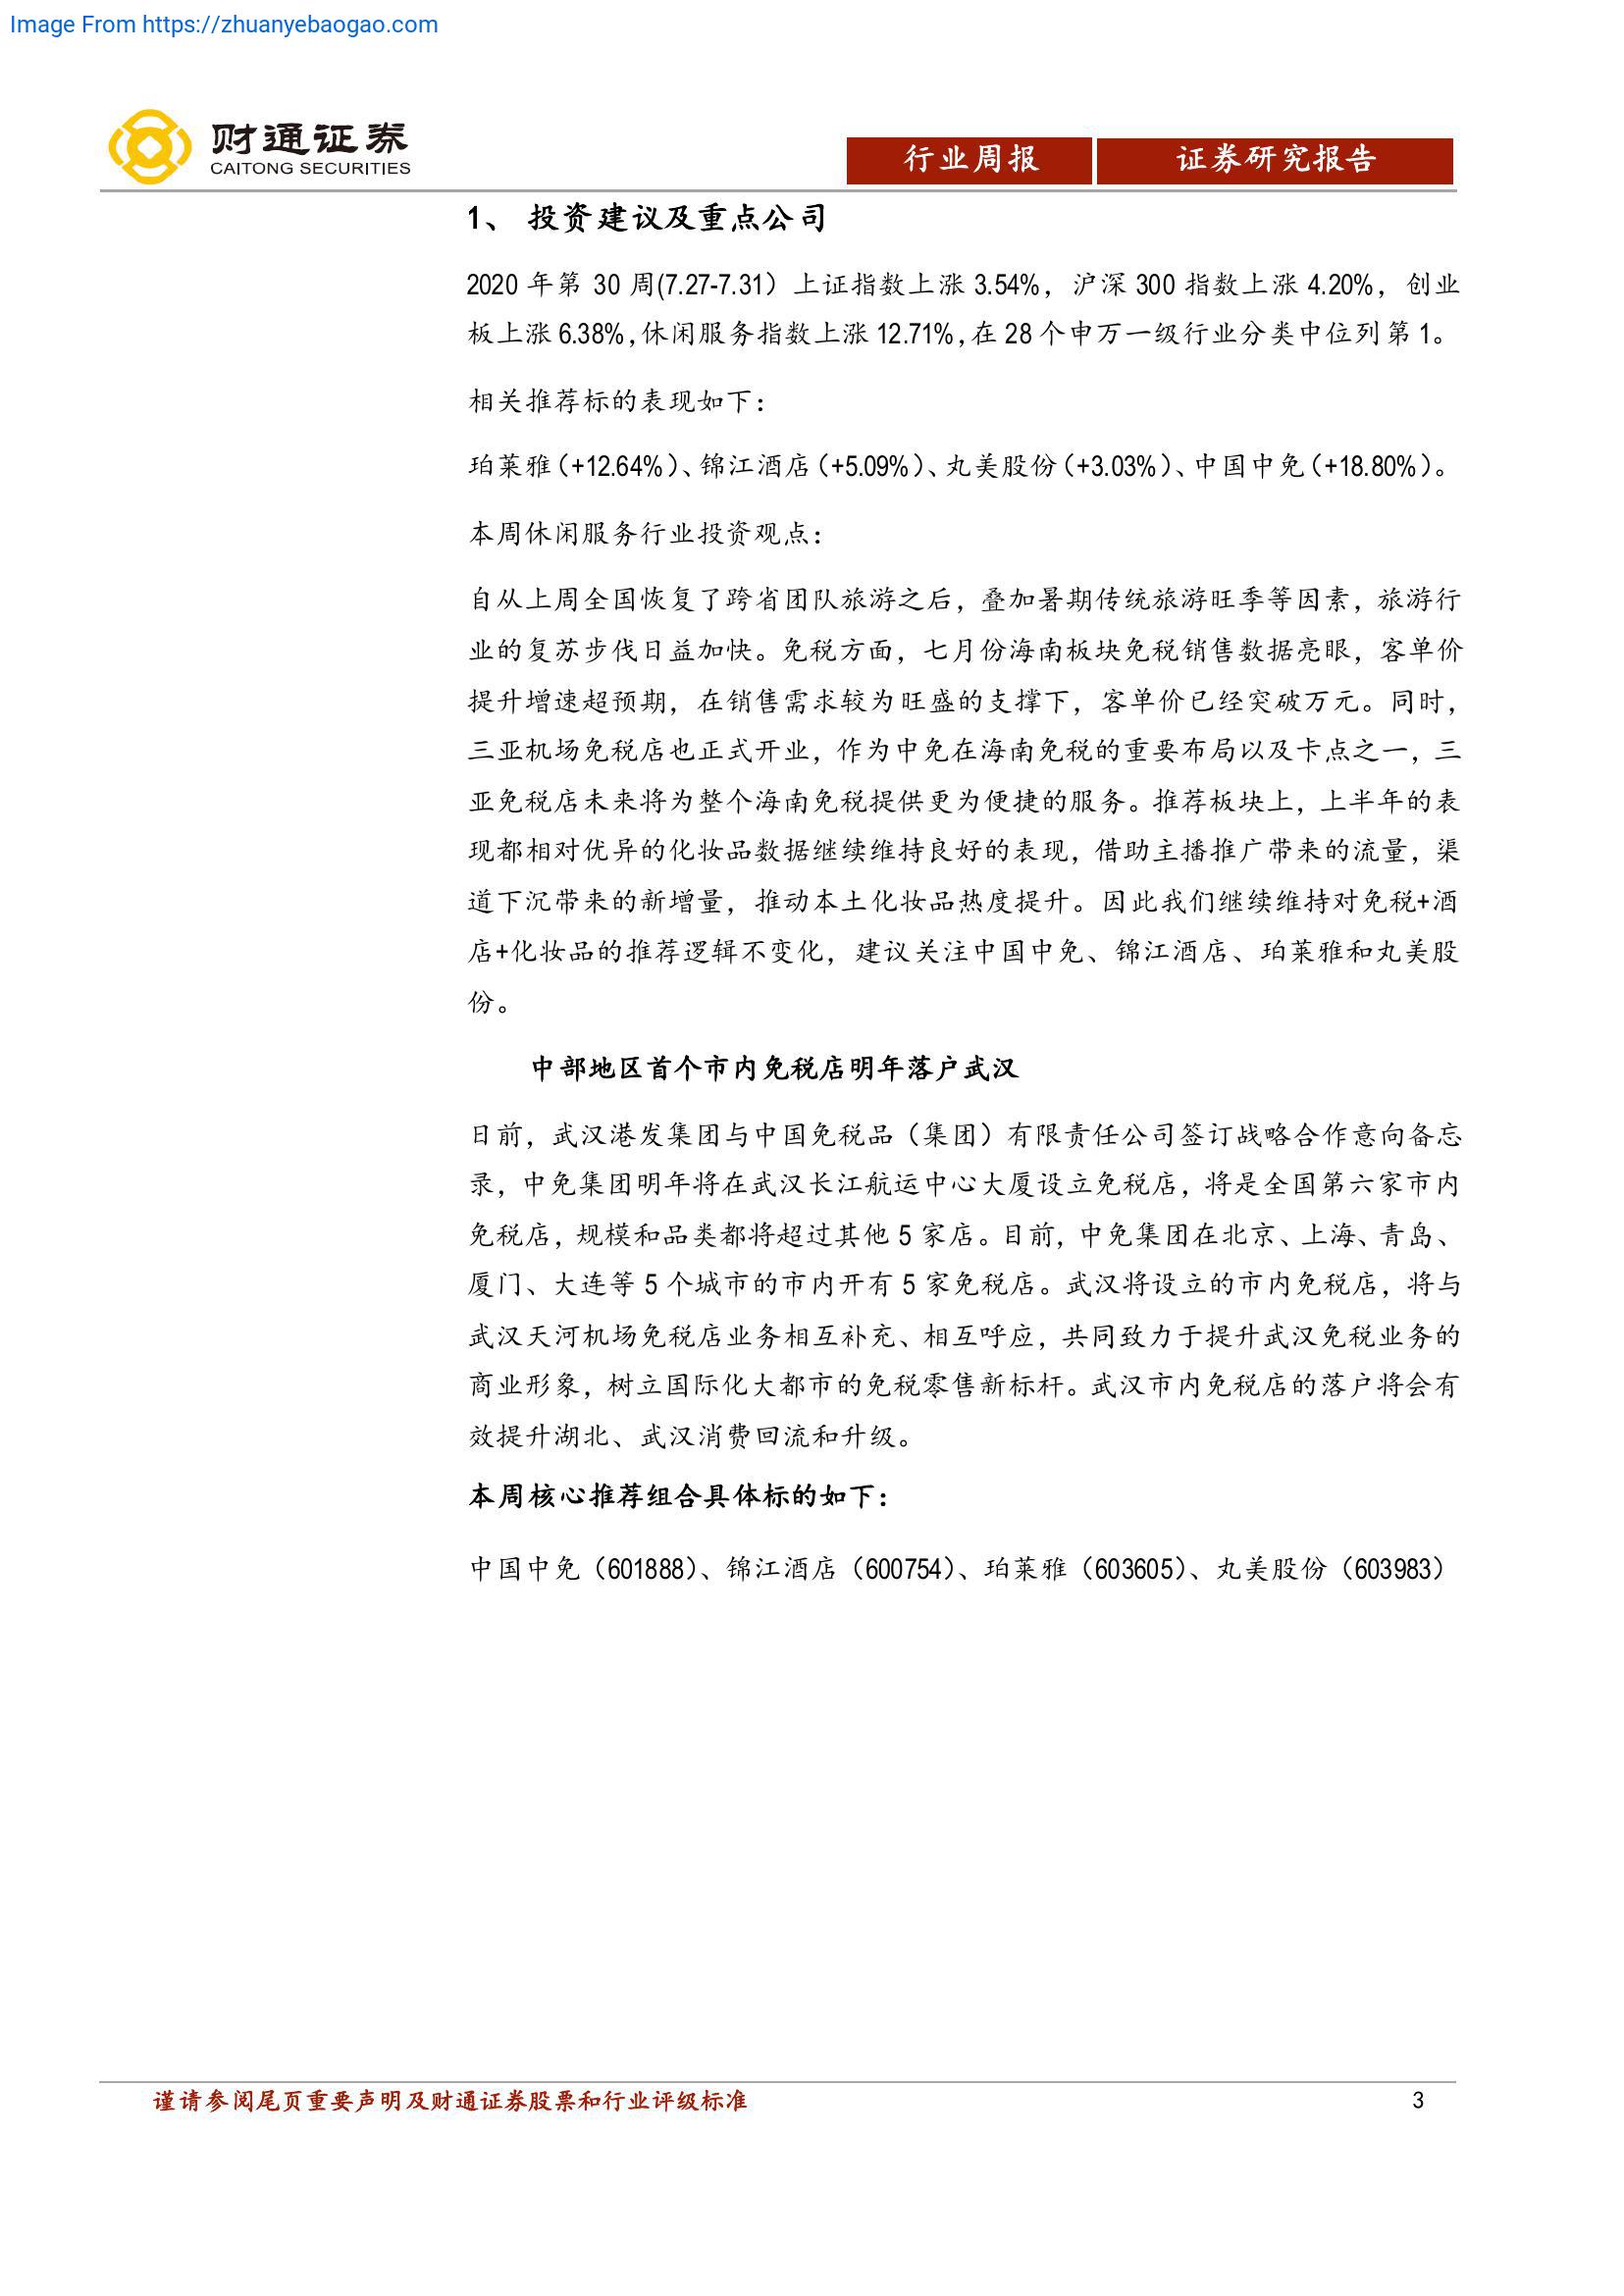 Image From https://zhuanyebaogao.com
财通证券
CAITONG SECURITIES
行业周报
证券研究报告
1、 投资建议及重点公司
2020 年第 30 周(7.27-7.31）上证指数上涨 3.54%，沪深 300 指数上涨 4.20%，创业
板上涨 6.38%，休闲服务指数上涨 12.71%，在 28 个申万一级行业分类中位列第 1。
相关推荐标的表现如下：
珀莱雅（+12.64%）、锦江酒店（+5.09%）、丸美股份（+3.03%）、中国中免（+18.80%）。
本周休闲服务行业投资观点：
自从上周全国恢复了跨省团队旅游之后，叠加暑期传统旅游旺季等因素，旅游行
业的复苏步伐日益加快。免税方面，七月份海南板块免税销售数据亮眼，客单价
提升增速超预期，在销售需求较为旺盛的支撑下，客单价已经突破万元。同时，
三亚机场免税店也正式开业，作为中免在海南免税的重要布局以及卡点之一，三
亚免税店未来将为整个海南免税提供更为便捷的服务。推荐板块上，上半年的表
现都相对优异的化妆品数据继续维持良好的表现，借助主播推广带来的流量，渠
道下沉带来的新增量，推动本土化妆品热度提升。因此我们继续维持对免税+酒
店+化妆品的推荐逻辑不变化，建议关注中国中免、锦江酒店、珀莱雅和丸美股
份。
中部地区首个市内免税店明年落户武汉
日前，武汉港发集团与中国免税品（集团）有限责任公司签订战略合作意向备忘
录，中免集团明年将在武汉长江航运中心大厦设立免税店，将是全国第六家市内
免税店，规模和品类都将超过其他 5 家店。目前，中免集团在北京、上海、青岛、
厦门、大连等 5 个城市的市内开有 5 家免税店。武汉将设立的市内免税店，将与
武汉天河机场免税店业务相互补充、相互呼应，共同致力于提升武汉免税业务的
商业形象，树立国际化大都市的免税零售新标杆。武汉市内免税店的落户将会有
效提升湖北、武汉消费回流和升级。
本周核心推荐组合具体标的如下：
中国中免（601888）、锦江酒店（600754）、珀莱雅（603605）、丸美股份（603983）
谨请参阅尾页重要声明及财通证券股票和行业评级标准
3